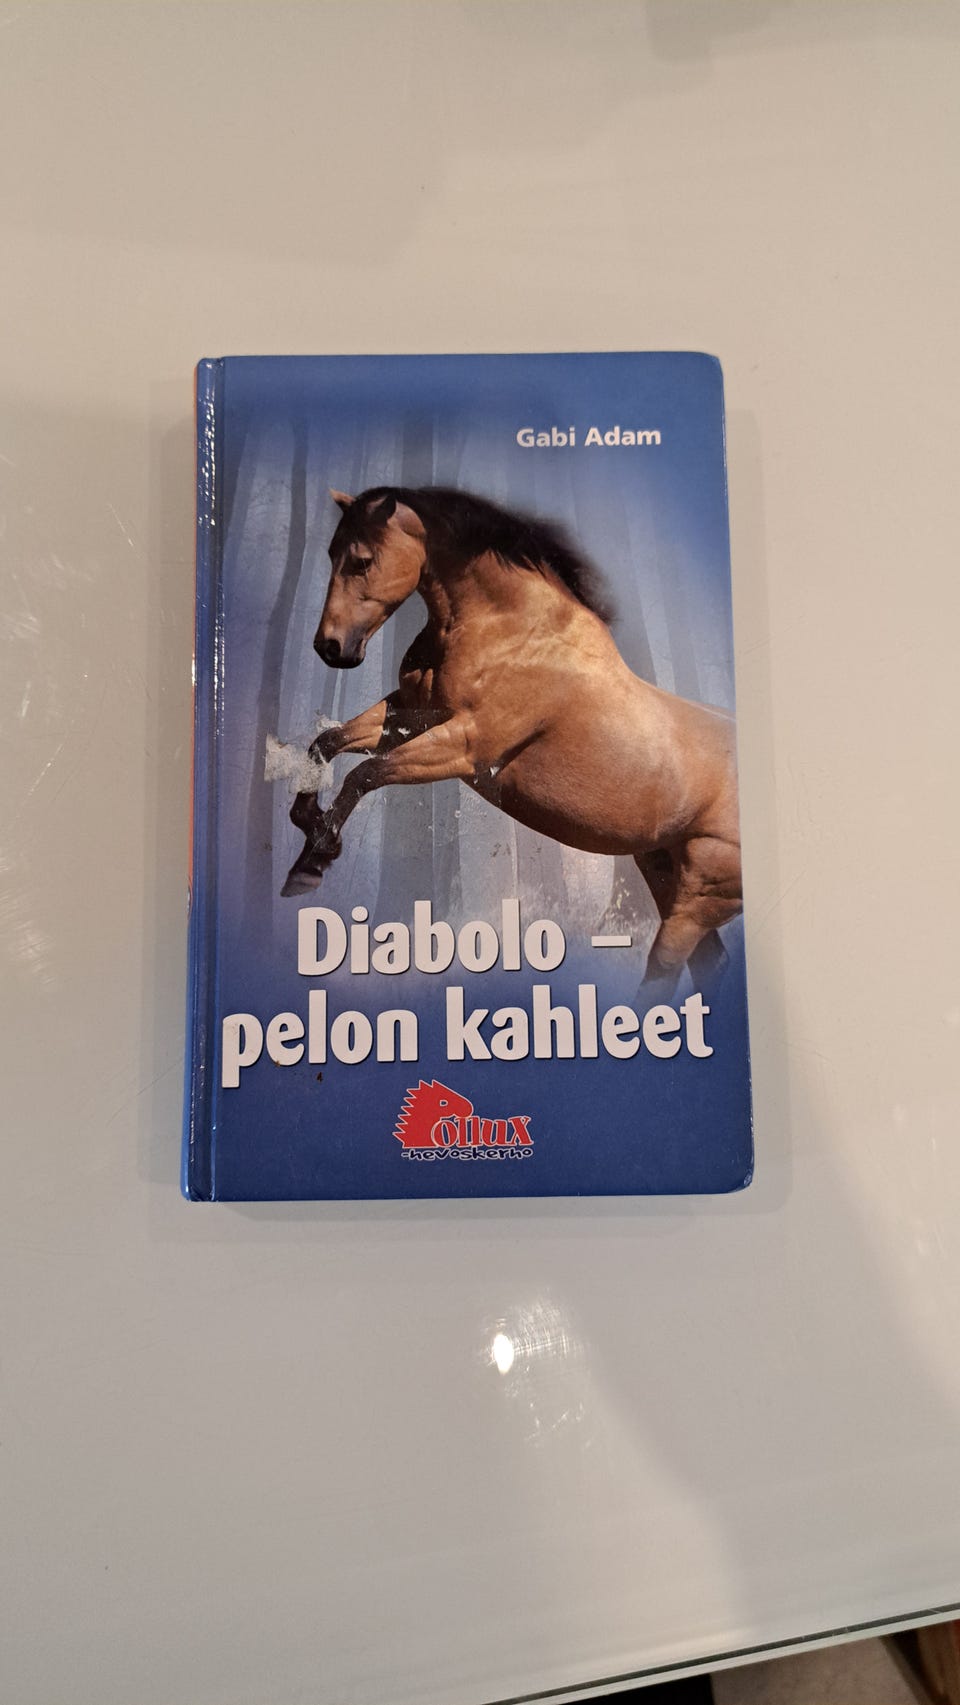 Gabi Adam
Diabolo –
pelon kahleet
Pollux
-hevoskerho